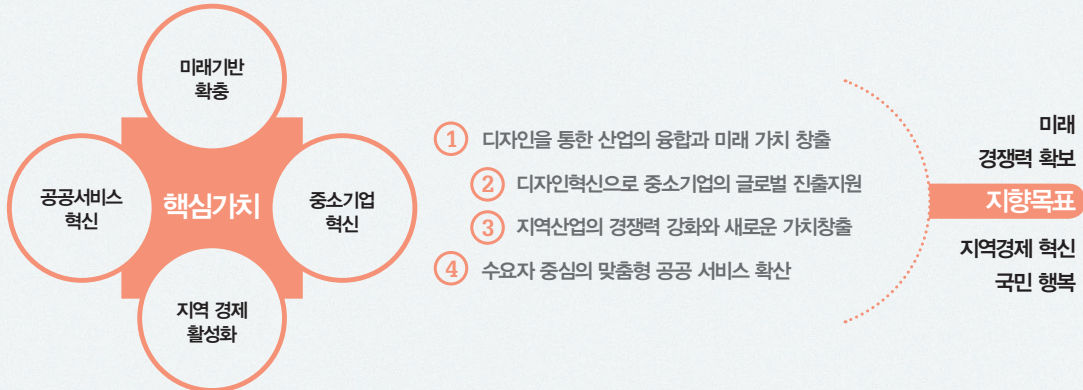 미래기반
확충
공공서비스
혁신
핵심가치
중소기업
혁신
지역 경제
활성화
1 디자인을 통한 산업의 융합과 미래 가치 창출
2 디자인혁신으로 중소기업의 글로벌 진출지원
3 지역산업의 경쟁력 강화와 새로운 가치창출
4 수요자 중심의 맞춤형 공공 서비스 확산
미래
경쟁력 확보
지향목표
지역경제 혁신
국민 행복